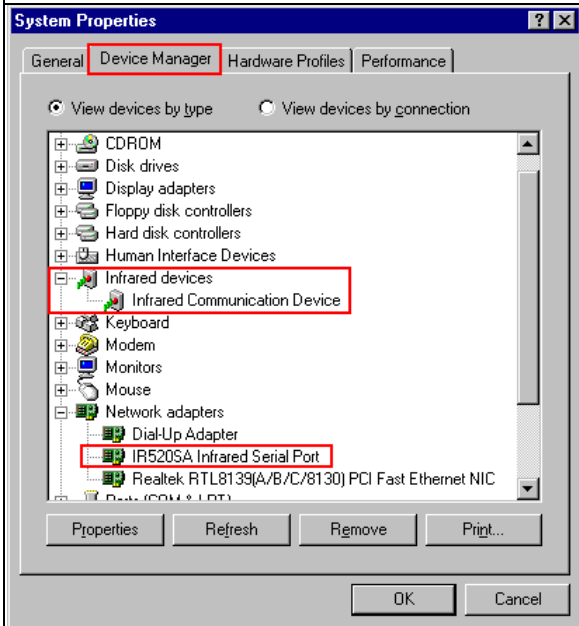 System Properties
General Device Manager Hardware Profiles Performance
View devices by type View devices by connection
CDROM
Disk drives
Display adapters
Floppy disk controllers
Hard disk controllers
Human Interface Devices
Infrared devices
Infrared Communication Device
Keyboard
Modem
Monitors
Mouse
Network adapters
Dial-Up Adapter
IR520SA Infrared Serial Port
Realtek RTL8139(A/B/C/8130) PCI Fast Ethernet NIC
Ports (COM & LPT)
Properties Refresh Remove Print...
OK Cancel